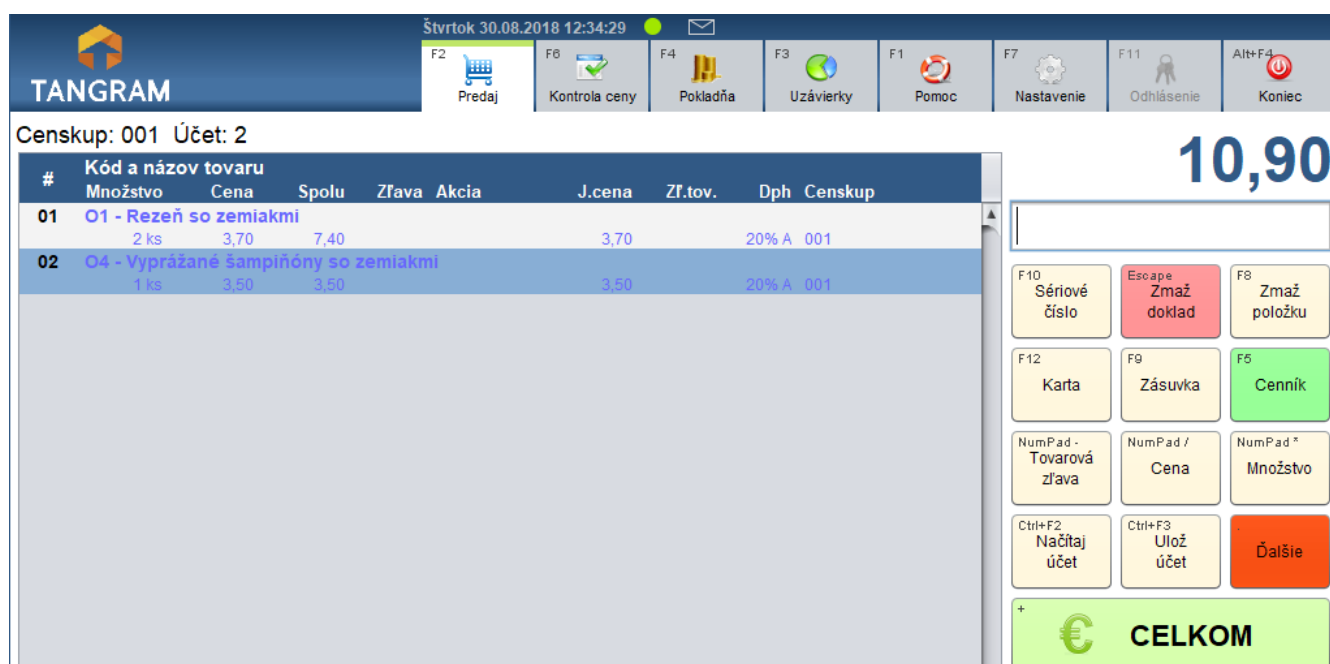 Štvrtok 30.08.2018 12:34:29
TANGRAM
F2 Predaj
F6 Kontrola ceny
F4 Pokladňa
F3 Uzávierky
F1 Pomoc
F7 Nastavenie
F11 Odhlásenie
Alt+F4 Koniec
Censkup: 001 Účet: 2
10,90
# Kód a názov tovaru
Množstvo Cena Spolu Zľava Akcia J.cena Zľ.tov. Dph Censkup
01 O1 - Rezeň so zemiakmi
2 ks 3,70 7,40 3,70 20% A 001
02 O4 - Vyprážané šampiňóny so zemiakmi
1 ks 3,50 3,50 3,50 20% A 001
F10
Sériové
číslo
Escape
Zmaž
doklad
F8
Zmaž
položku
F12
Karta
F9
Zásuvka
F5
Cenník
NumPad -
Tovarová
zľava
NumPad /
Cena
NumPad *
Množstvo
Ctrl+F2
Načítaj
účet
Ctrl+F3
Ulož
účet
.
Ďalšie
+
€ CELKOM